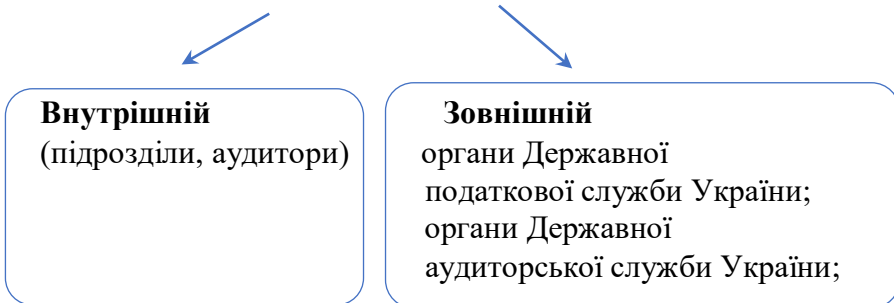 Внутрішній
(підрозділи, аудитори)
Зовнішній
органи Державної
податкової служби України;
органи Державної
аудиторської служби України;